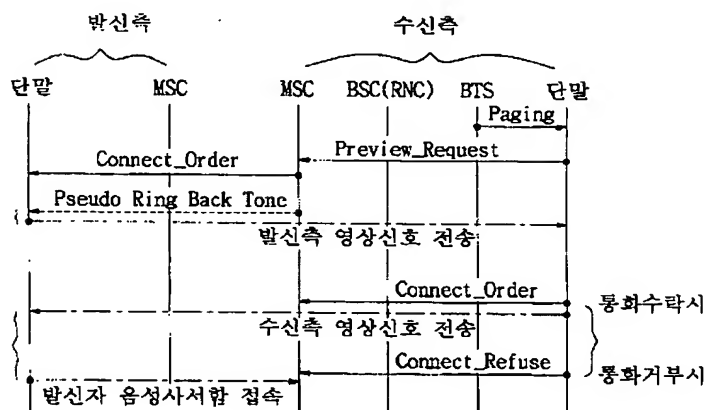 발신측 수신측
단말 MSC MSC BSC(RNC) BTS 단말
Paging
Preview_Request
Connect_Order
Pseudo Ring Back Tone
발신측 영상신호 전송
Connect_Order
통화수락시
수신측 영상신호 전송
Connect_Refuse
통화거부시
발신자 음성사서함 접속